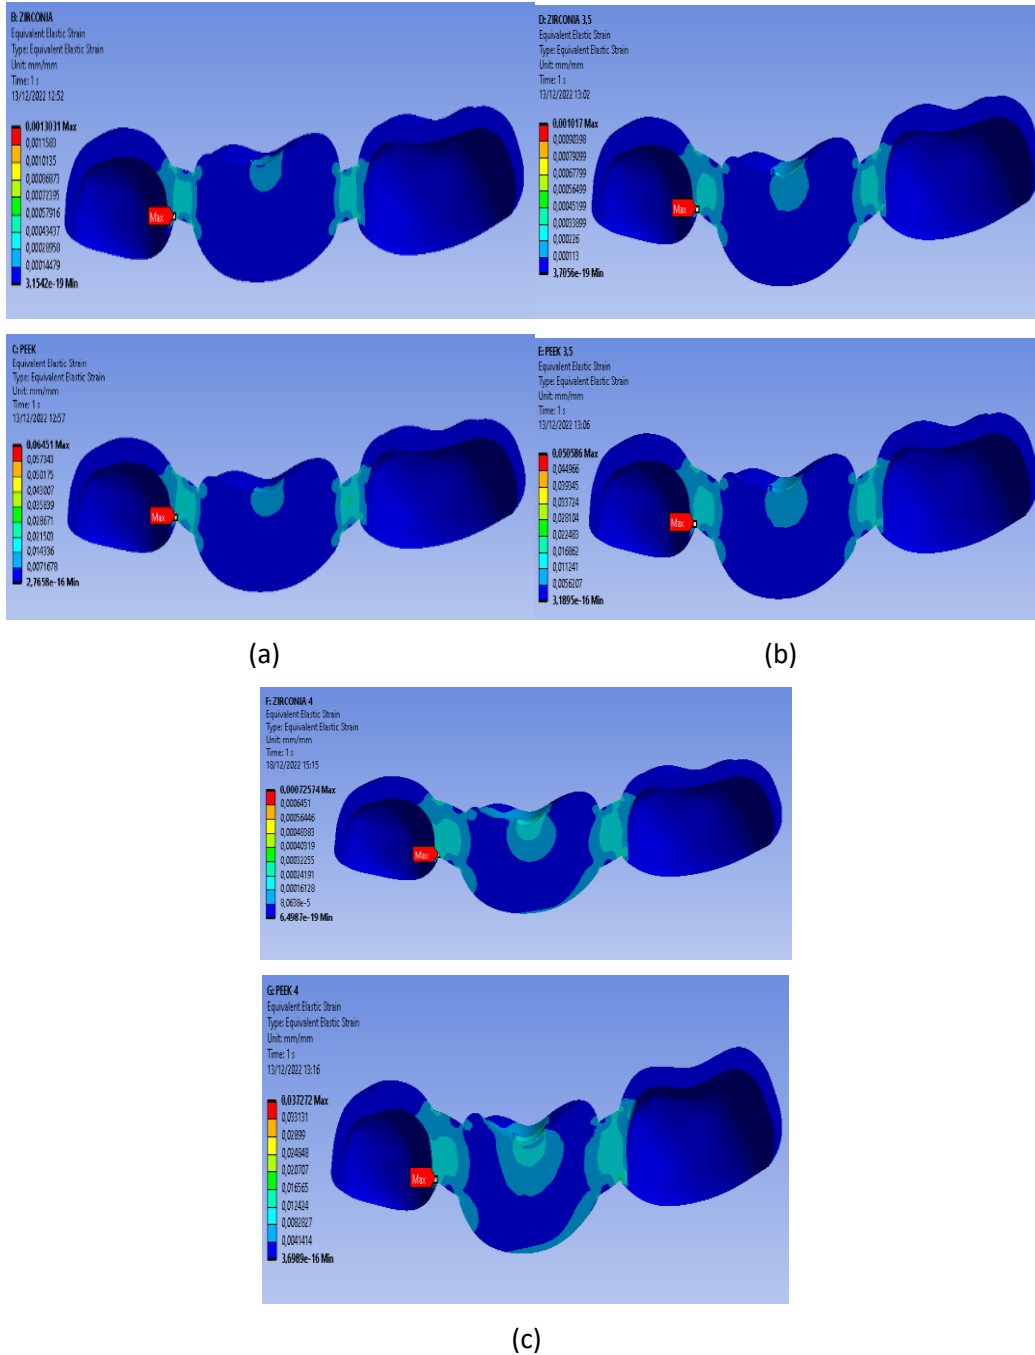 B: ZIRCONIA
Equivalent Elastic Strain
Type: Equivalent Elastic Strain
Unit: mm/mm
Time: 1 s
13/12/2022 12:52
0,0013031 Max
0,0011583
0,0010135
0,00086873
0,00072395
0,00057916
0,00043437
0,00028958
0,00014479
3,1542e-19 Min
Max
D: ZIRCONIA 3,5
Equivalent Elastic Strain
Type: Equivalent Elastic Strain
Unit: mm/mm
Time: 1 s
13/12/2022 13:02
0,001017 Max
0,00090398
0,00079099
0,00067799
0,00056499
0,00045199
0,00033899
0,000226
0,000113
3,7056e-19 Min
Max
C: PEEK
Equivalent Elastic Strain
Type: Equivalent Elastic Strain
Unit: mm/mm
Time: 1 s
13/12/2022 12:57
0,06451 Max
0,057343
0,050175
0,043007
0,035839
0,028671
0,021503
0,014336
0,0071678
2,7658e-16 Min
Max
E: PEEK 3,5
Equivalent Elastic Strain
Type: Equivalent Elastic Strain
Unit: mm/mm
Time: 1 s
13/12/2022 13:06
0,050586 Max
0,044966
0,039345
0,033724
0,028104
0,022483
0,016862
0,011241
0,0056207
3,1895e-16 Min
Max
(a)
(b)
F: ZIRCONIA 4
Equivalent Elastic Strain
Type: Equivalent Elastic Strain
Unit: mm/mm
Time: 1 s
18/12/2022 15:15
0,00072574 Max
0,0006451
0,00056446
0,00048383
0,00040319
0,00032255
0,00024191
0,00016128
8,0638e-5
6,4987e-19 Min
Max
G: PEEK 4
Equivalent Elastic Strain
Type: Equivalent Elastic Strain
Unit: mm/mm
Time: 1 s
13/12/2022 13:16
0,037272 Max
0,033131
0,02899
0,024848
0,020707
0,016565
0,012424
0,0082827
0,0041414
3,6989e-16 Min
Max
(c)